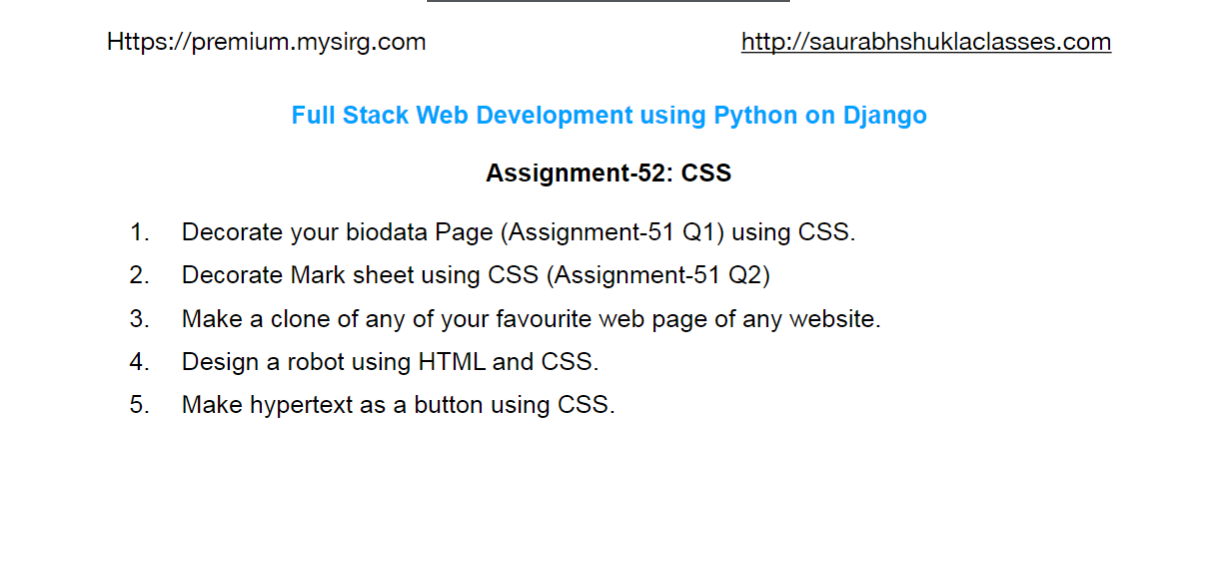 Https://premium.mysirg.com http://saurabhshuklaclasses.com
Full Stack Web Development using Python on Django
Assignment-52: CSS
1. Decorate your biodata Page (Assignment-51 Q1) using CSS.
2. Decorate Mark sheet using CSS (Assignment-51 Q2)
3. Make a clone of any of your favourite web page of any website.
4. Design a robot using HTML and CSS.
5. Make hypertext as a button using CSS.